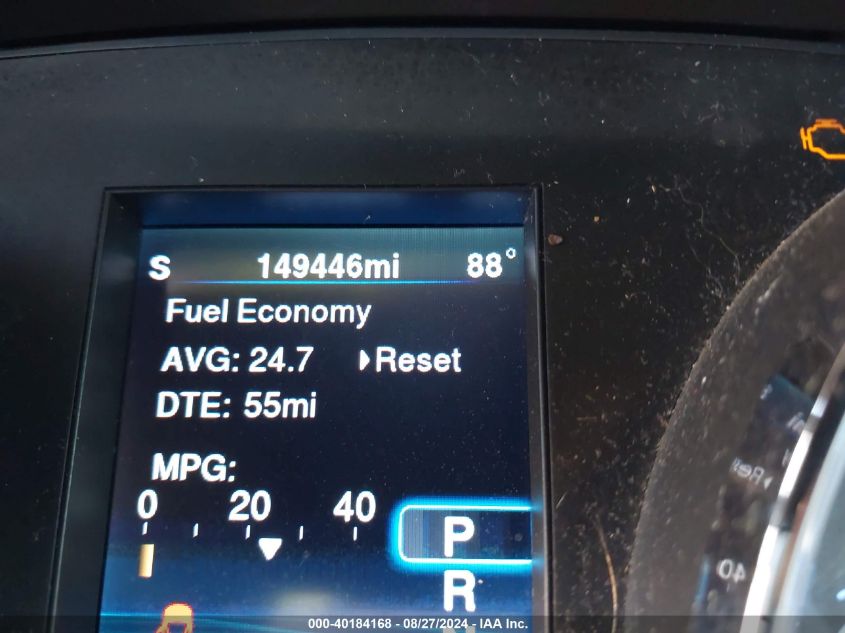 S 149446mi 88°
Fuel Economy
AVG: 24.7 Reset
DTE: 55mi
MPG:
0 20 40
P
R
40
000-40184168 - 08/27/2024 - IAA Inc.